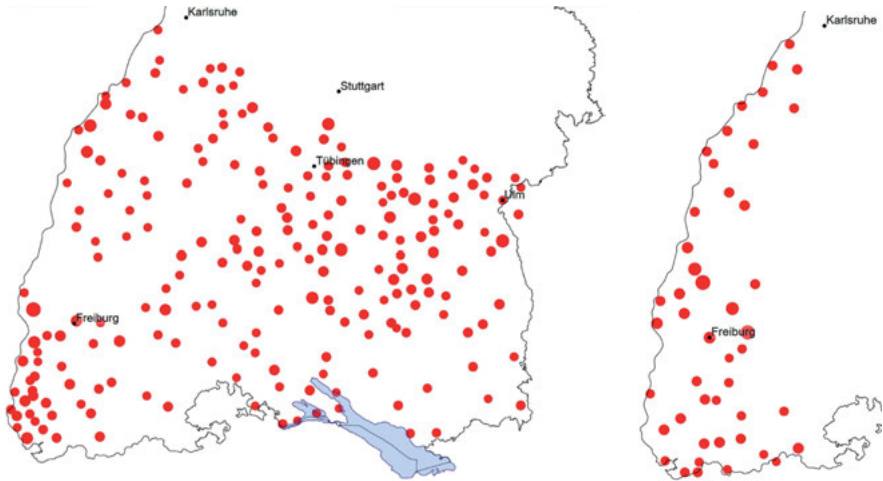 Karlsruhe
Stuttgart
Tübingen
Ulm
Freiburg
Karlsruhe
Freiburg